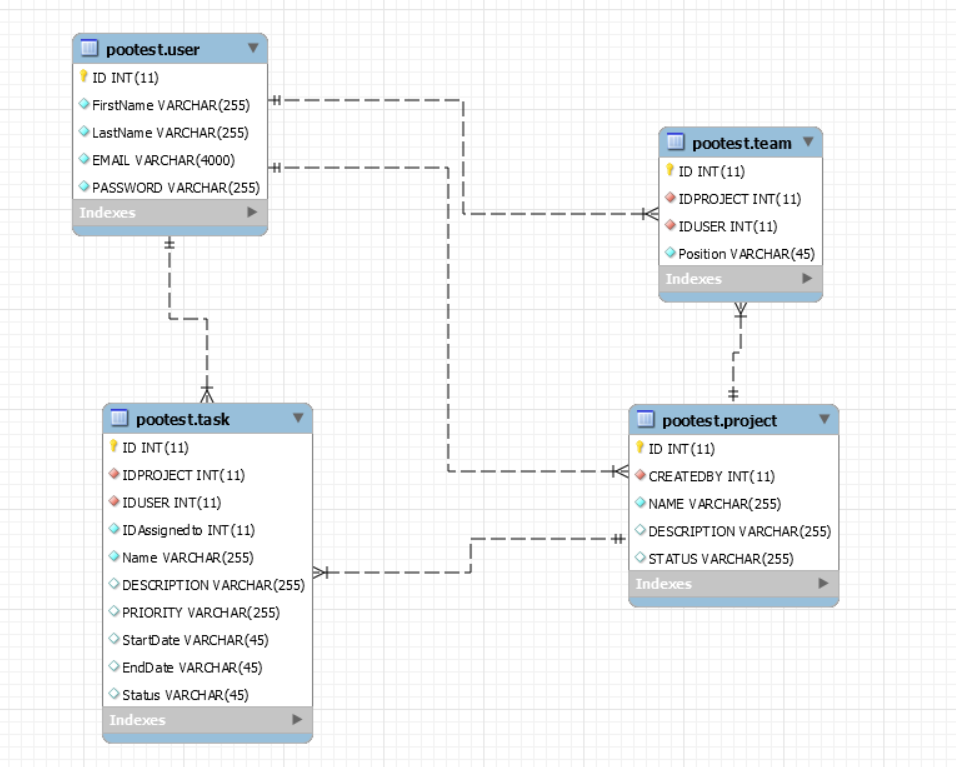 pootest.user
ID INT(11)
FirstName VARCHAR(255)
LastName VARCHAR(255)
EMAIL VARCHAR(4000)
PASSWORD VARCHAR(255)
Indexes
pootest.team
ID INT(11)
IDPROJECT INT(11)
IDUSER INT(11)
Position VARCHAR(45)
Indexes
pootest.task
ID INT(11)
IDPROJECT INT(11)
IDUSER INT(11)
IDAssignedto INT(11)
Name VARCHAR(255)
DESCRIPTION VARCHAR(255)
PRIORITY VARCHAR(255)
StartDate VARCHAR(45)
EndDate VARCHAR(45)
Status VARCHAR(45)
Indexes
pootest.project
ID INT(11)
CREATEDBY INT(11)
NAME VARCHAR(255)
DESCRIPTION VARCHAR(255)
STATUS VARCHAR(255)
Indexes